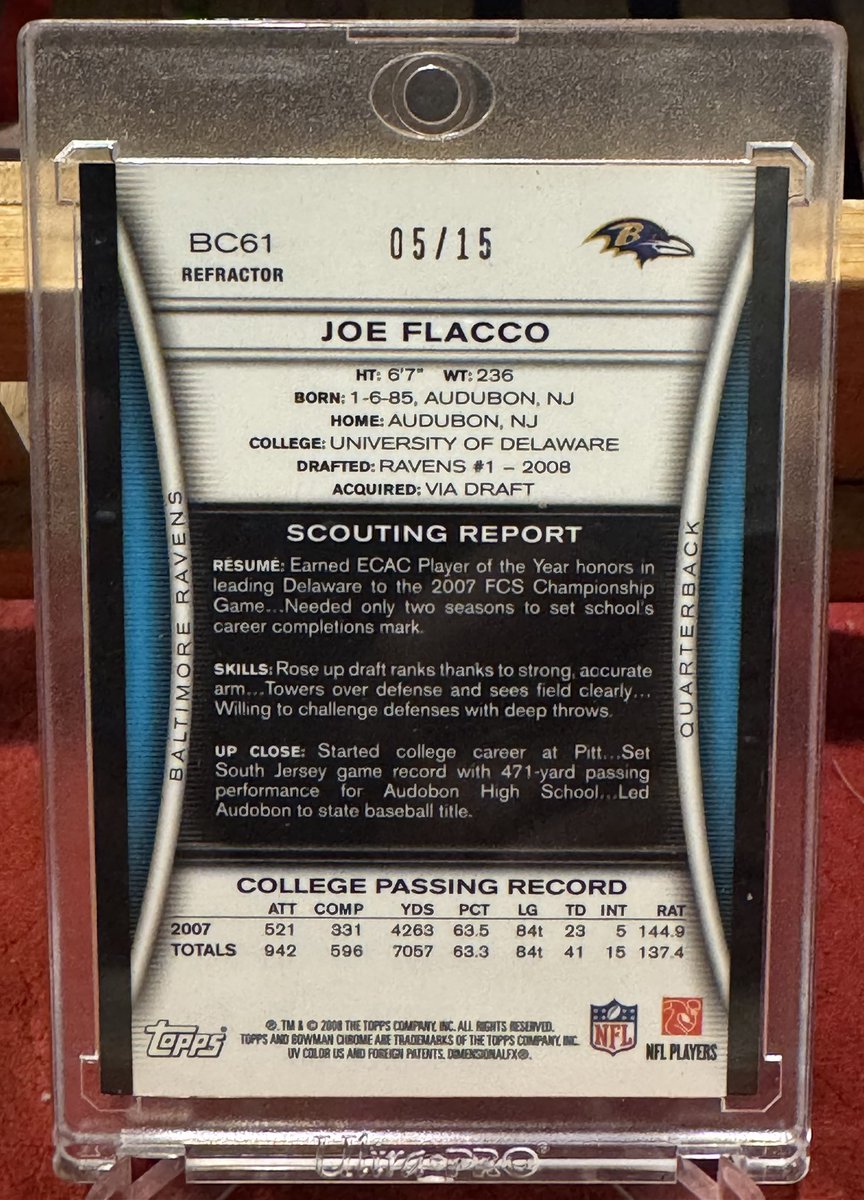 BC61
05/15
B
REFRACTOR
JOE FLACCO
HT: 6'7" WT: 236
BORN: 1-6-85, AUDUBON, NJ
HOME: AUDUBON, NJ
COLLEGE: UNIVERSITY OF DELAWARE
DRAFTED: RAVENS #1 – 2008
ACQUIRED: VIA DRAFT
BALTIMORE RAVENS
SCOUTING REPORT
RÉSUMÉ: Earned ECAC Player of the Year honors in
leading Delaware to the 2007 FCS Championship
Game...Needed only two seasons to set school's
career completions mark.
SKILLS: Rose up draft ranks thanks to strong, accurate
arm...Towers over defense and sees field clearly...
Willing to challenge defenses with deep throws.
UP CLOSE: Started college career at Pitt...Set
South Jersey game record with 471-yard passing
performance for Audobon High School...Led
Audobon to state baseball title.
QUARTERBACK
COLLEGE PASSING RECORD
ATT COMP YDS PCT LG TD INT RAT
2007 521 331 4263 63.5 84t 23 5 144.9
TOTALS 942 596 7057 63.3 84t 41 15 137.4
topps®
®, TM & © 2008 THE TOPPS COMPANY, INC. ALL RIGHTS RESERVED.
TOPPS AND BOWMAN CHROME ARE TRADEMARKS OF THE TOPPS COMPANY, INC.
UV COLOR US AND FOREIGN PATENTS. DIMENSIONALFX®.
NFL
NFL PLAYERS
UltraPRO®